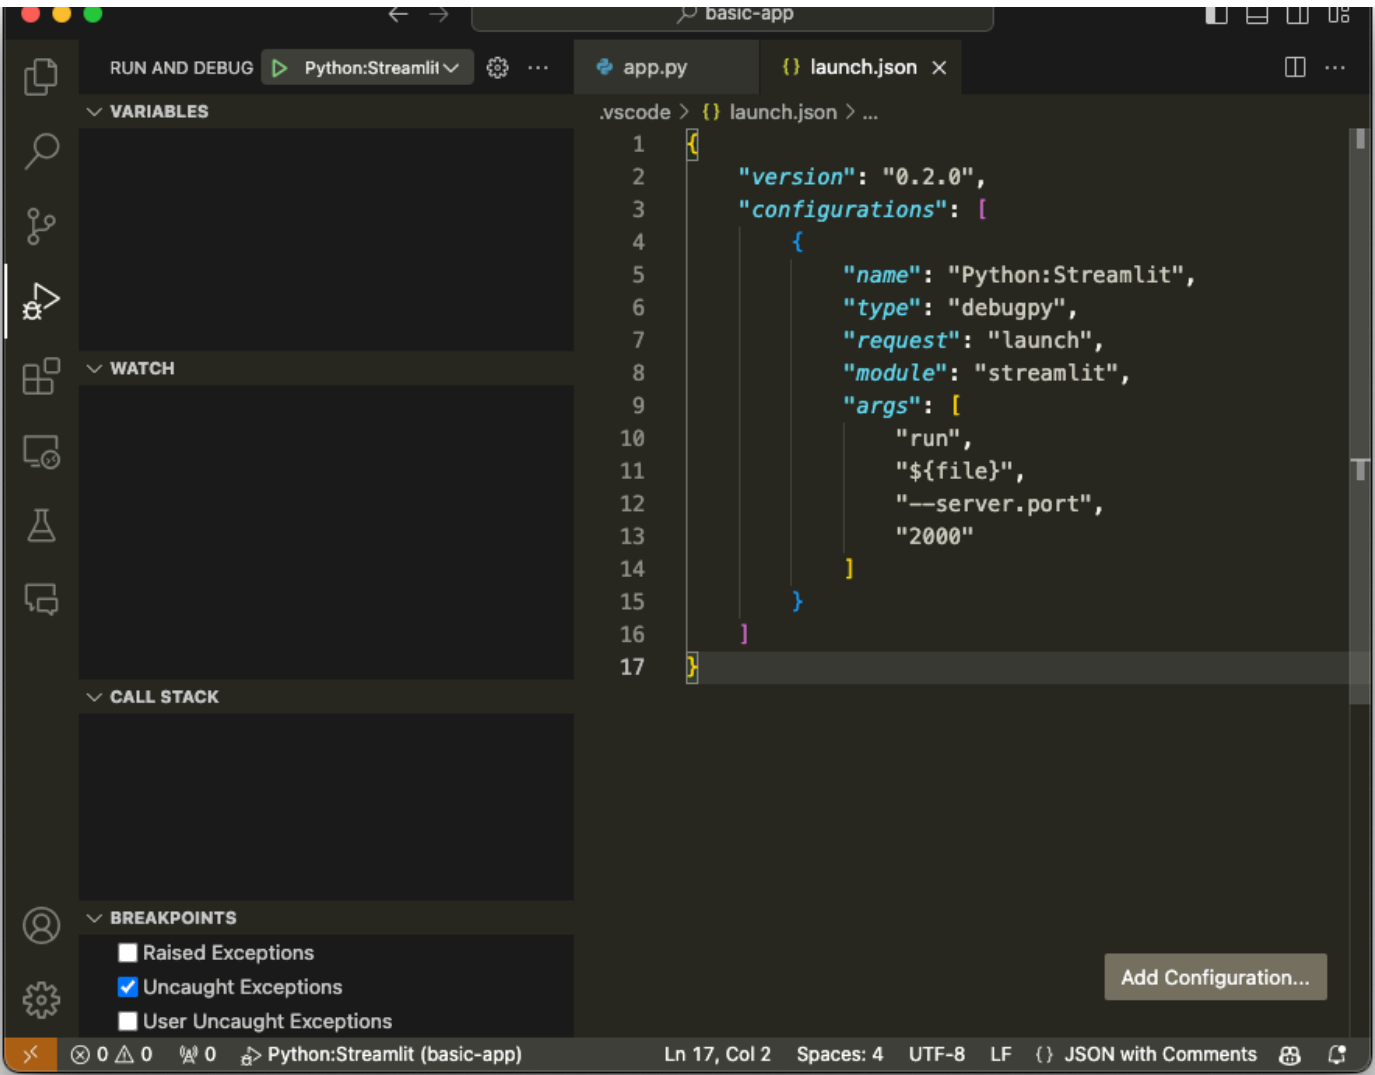 basic-app
RUN AND DEBUG Python:Streamlit
app.py
{} launch.json
VARIABLES
WATCH
CALL STACK
BREAKPOINTS
Raised Exceptions
Uncaught Exceptions
User Uncaught Exceptions
.vscode > {} launch.json > ...
1 {
2 "version": "0.2.0",
3 "configurations": [
4 {
5 "name": "Python:Streamlit",
6 "type": "debugpy",
7 "request": "launch",
8 "module": "streamlit",
9 "args": [
10 "run",
11 "${file}",
12 "--server.port",
13 "2000"
14 ]
15 }
16 ]
17 }
Add Configuration...
0 0 0 Python:Streamlit (basic-app) Ln 17, Col 2 Spaces: 4 UTF-8 LF {} JSON with Comments